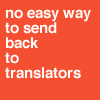 no easy way
to send
back
to
translators